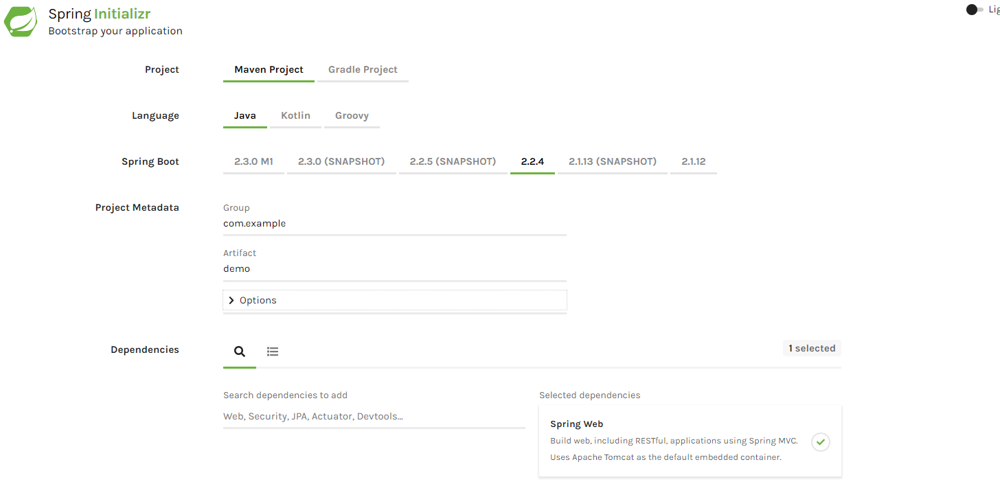 Spring Initializr
Bootstrap your application
Project
Maven Project Gradle Project
Language
Java Kotlin Groovy
Spring Boot
2.3.0 M1 2.3.0 (SNAPSHOT) 2.2.5 (SNAPSHOT) 2.2.4 2.1.13 (SNAPSHOT) 2.1.12
Project Metadata
Group
com.example
Artifact
demo
Options
Dependencies
1 selected
Search dependencies to add
Web, Security, JPA, Actuator, Devtools...
Selected dependencies
Spring Web
Build web, including RESTful, applications using Spring MVC.
Uses Apache Tomcat as the default embedded container.